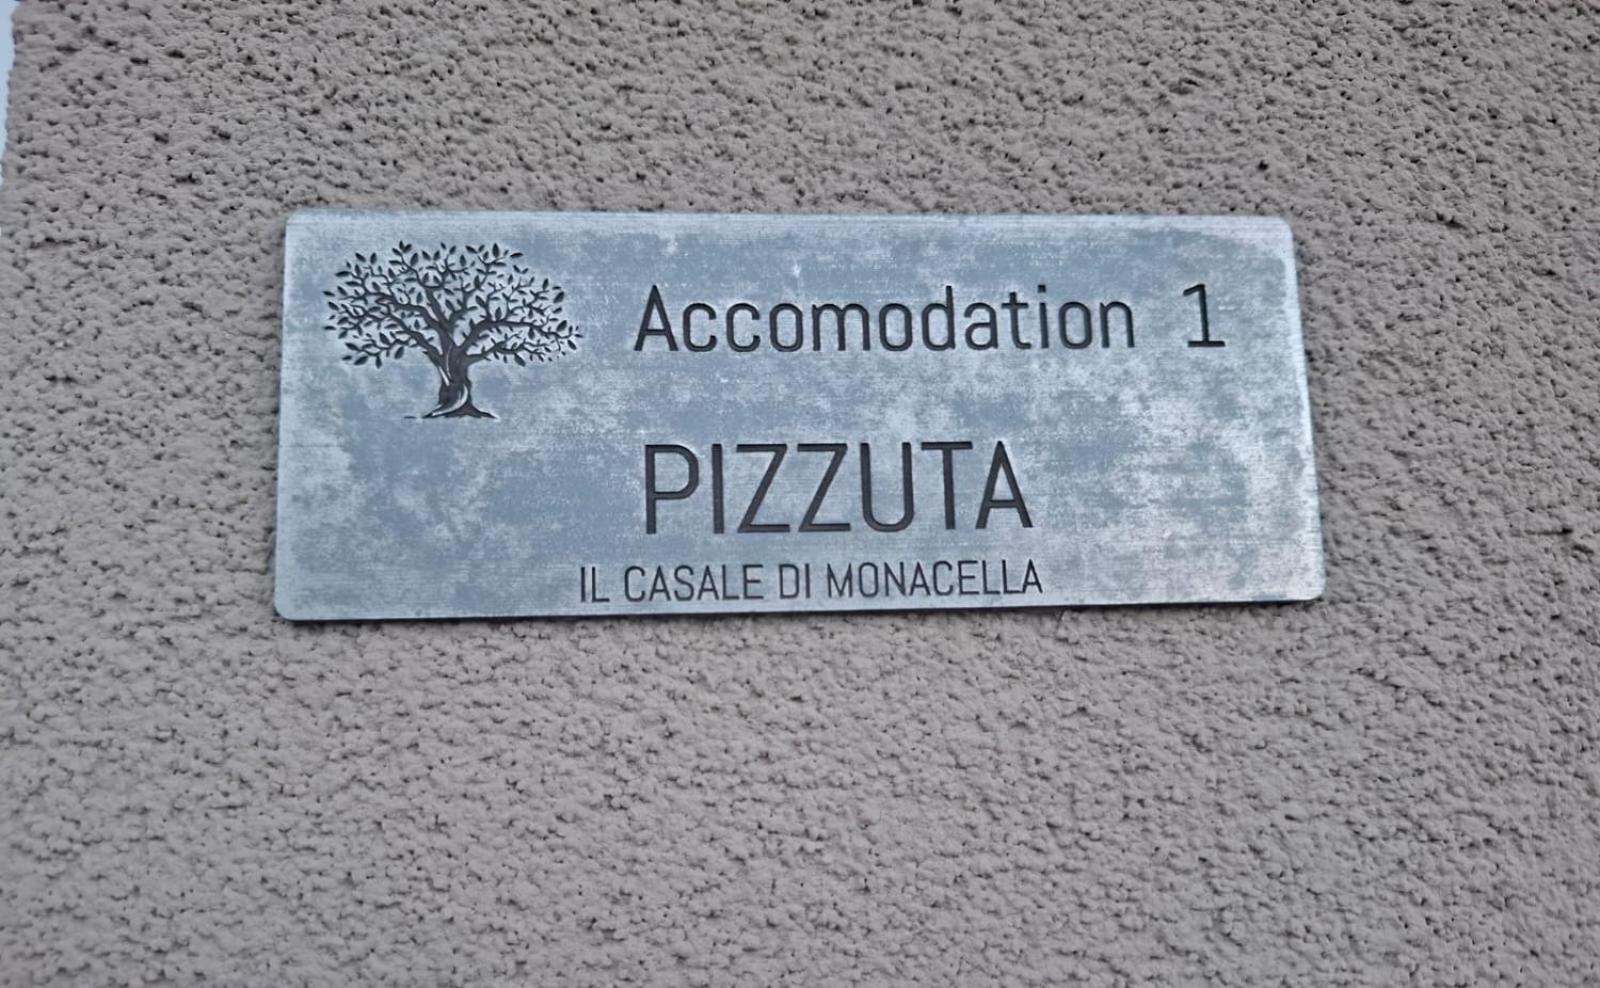 Accomodation 1
PIZZUTA
IL CASALE DI MONACELLA